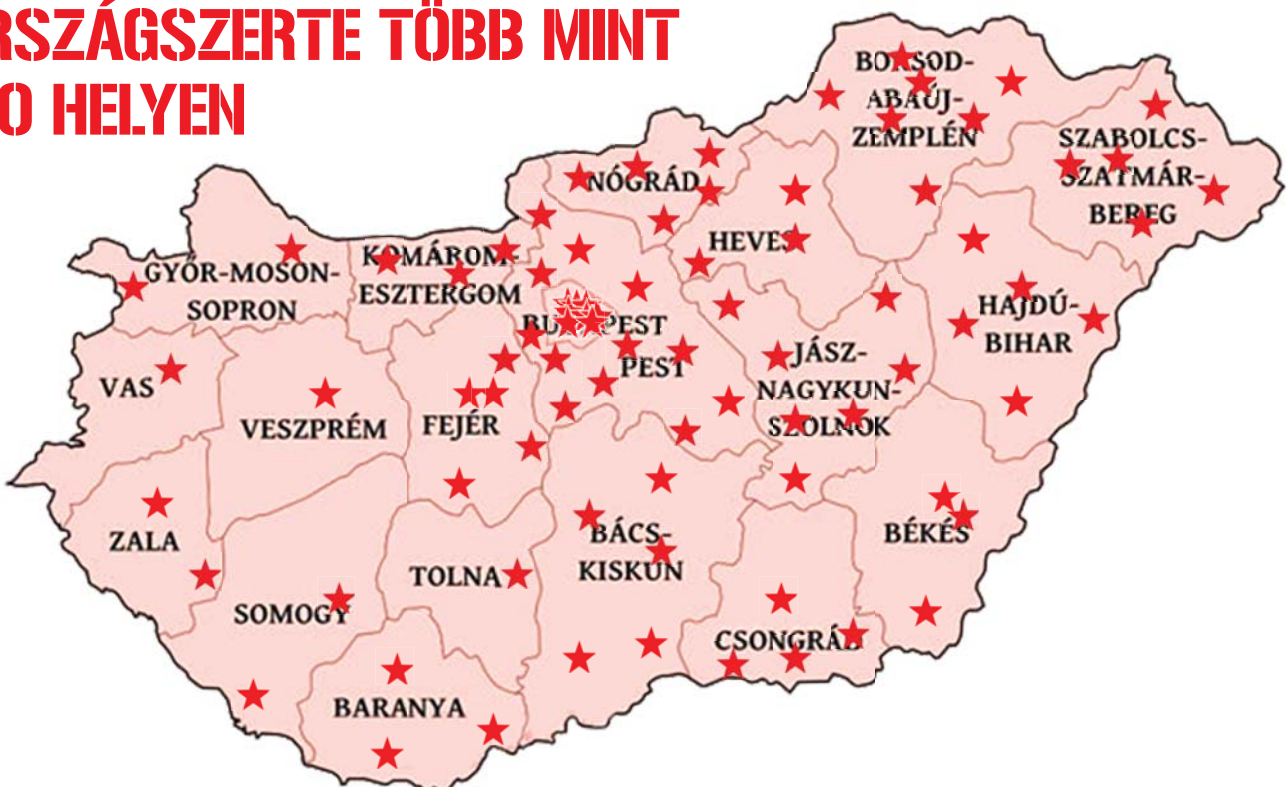 RSZÁGSZERTE TÖBB MINT
0 HELYEN
BORSOD-
ABAÚJ-
ZEMPLÉN
SZABOLCS-
SZATMÁR-
BEREG
NÓGRÁD
HEVES
GYŐR-MOSON-
SOPRON
KOMÁROM-
ESZTERGOM
HAJDÚ-
BIHAR
BUDAPEST
PEST
JÁSZ-
NAGYKUN-
SZOLNOK
VAS
VESZPRÉM
FEJÉR
ZALA
BÁCS-
KISKUN
BÉKÉS
TOLNA
SOMOGY
CSONGRÁD
BARANYA